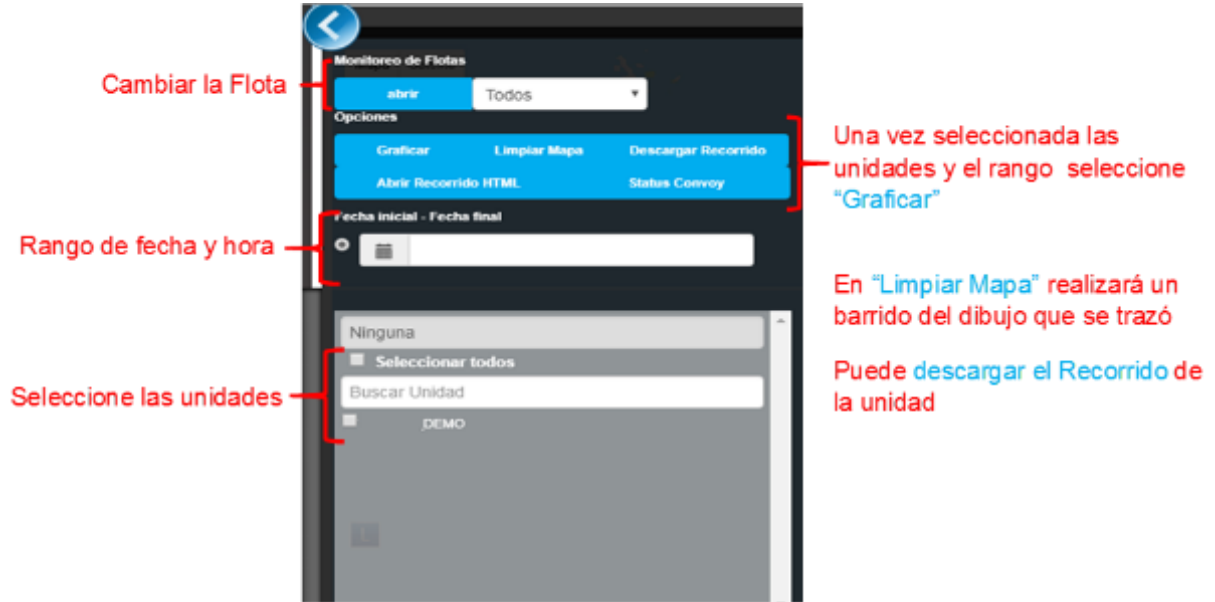 Cambiar la Flota
Monitoreo de Flotas
abrir Todos
Opciones
Graficar Limpiar Mapa Descargar Recorrido
Abrir Recorrido HTML Status Convoy
Una vez seleccionada las
unidades y el rango seleccione
“Graficar”
Rango de fecha y hora
Fecha inicial - Fecha final
En “Limpiar Mapa” realizará un
barrido del dibujo que se trazó
Puede descargar el Recorrido de
la unidad
Seleccione las unidades
Ninguna
Seleccionar todos
Buscar Unidad
DEMO